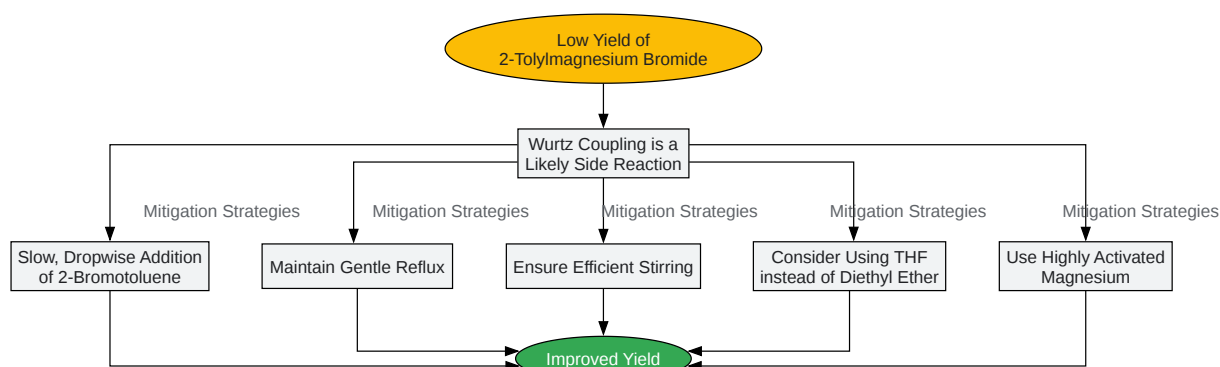 Low Yield of
2-Tolylmagnesium Bromide
Wurtz Coupling is a
Likely Side Reaction
Mitigation Strategies
Mitigation Strategies
Mitigation Strategies
Mitigation Strategies
Mitigation Strategies
Slow, Dropwise Addition
of 2-Bromotoluene
Maintain Gentle Reflux
Ensure Efficient Stirring
Consider Using THF
instead of Diethyl Ether
Use Highly Activated
Magnesium
Improved Yield